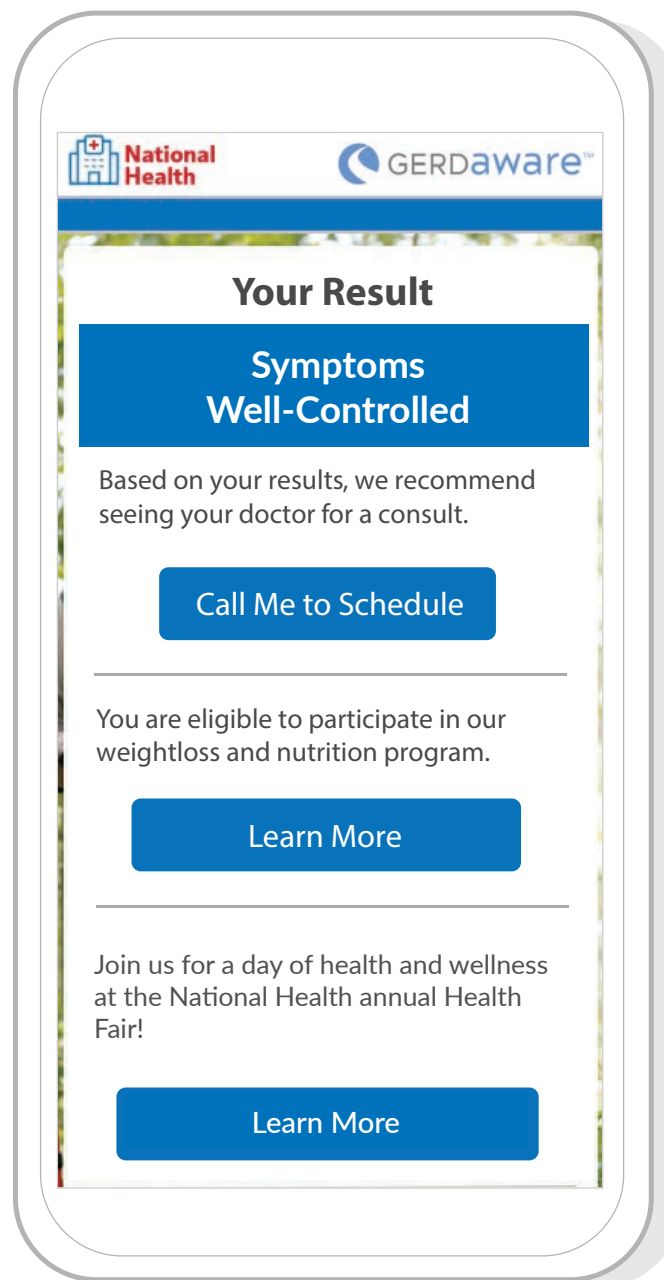 National
Health
GERDaware™
Your Result
Symptoms
Well-Controlled
Based on your results, we recommend
seeing your doctor for a consult.
Call Me to Schedule
You are eligible to participate in our
weightloss and nutrition program.
Learn More
Join us for a day of health and wellness
at the National Health annual Health
Fair!
Learn More